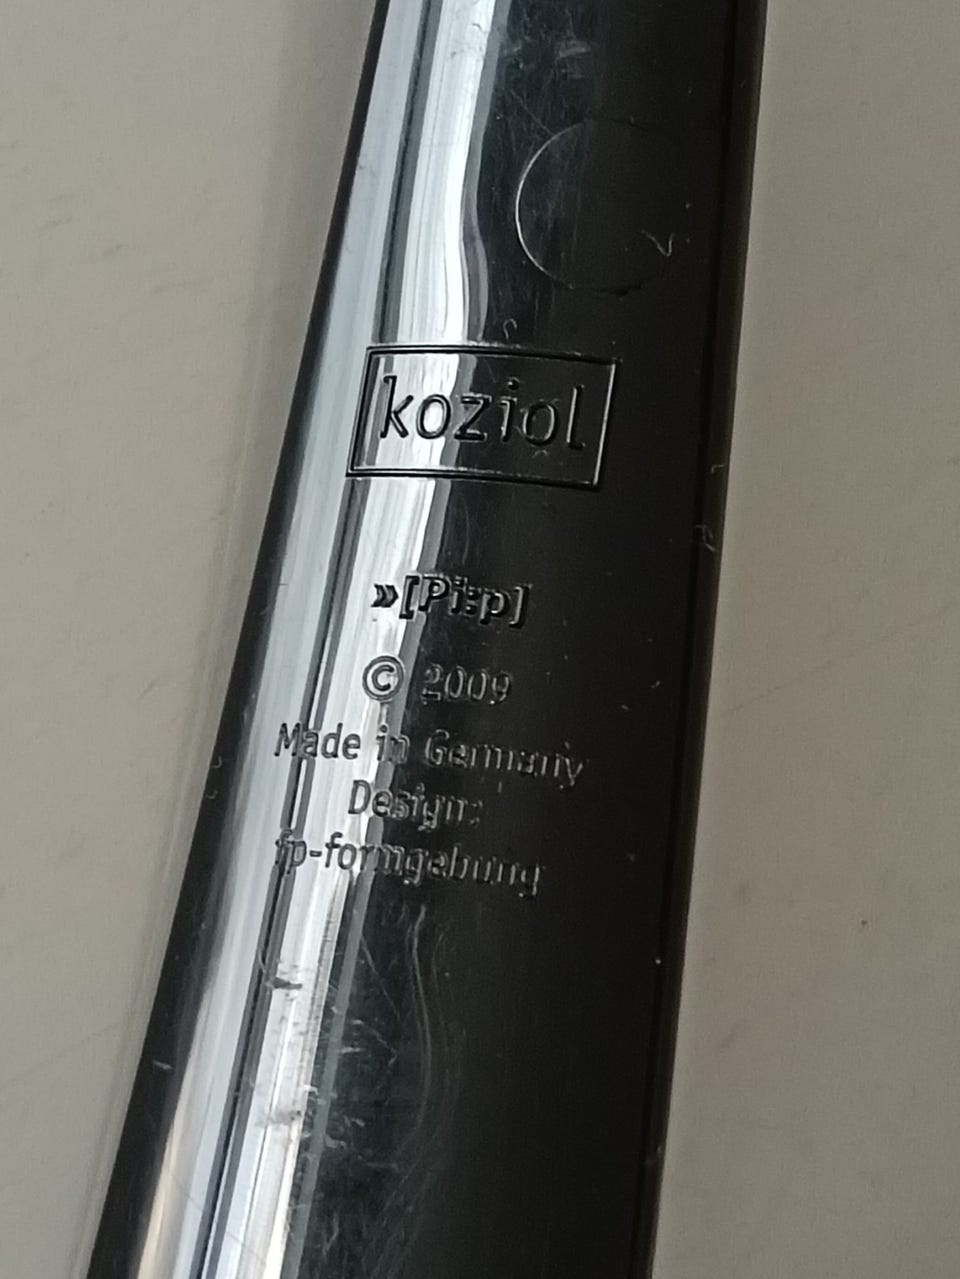 koziol
»[Pi:p]
© 2009
Made in Germany
Design:
fp-formgebung